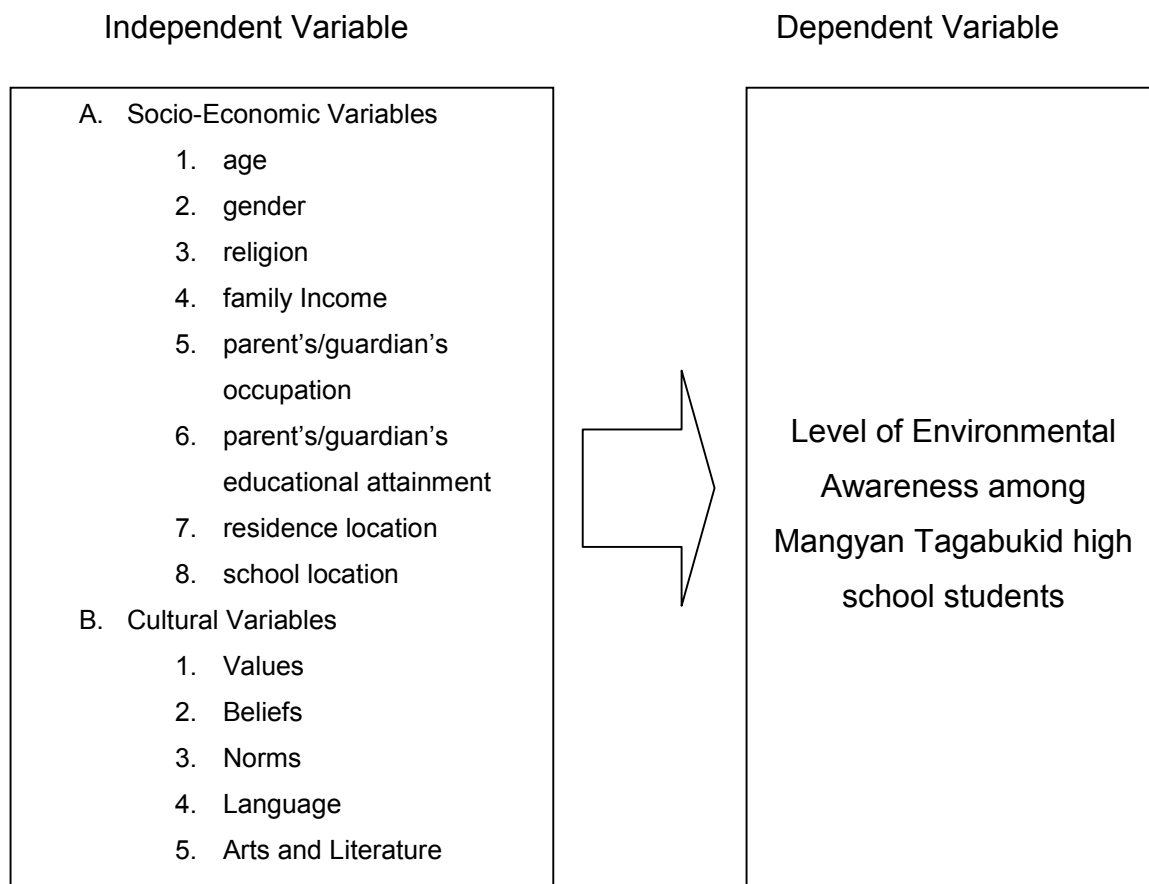 Independent Variable
Dependent Variable
A. Socio-Economic Variables
1. age
2. gender
3. religion
4. family Income
5. parent's/guardian's
occupation
6. parent's/guardian's
educational attainment
7. residence location
8. school location
B. Cultural Variables
1. Values
2. Beliefs
3. Norms
4. Language
5. Arts and Literature
Level of Environmental
Awareness among
Mangyan Tagabukid high
school students